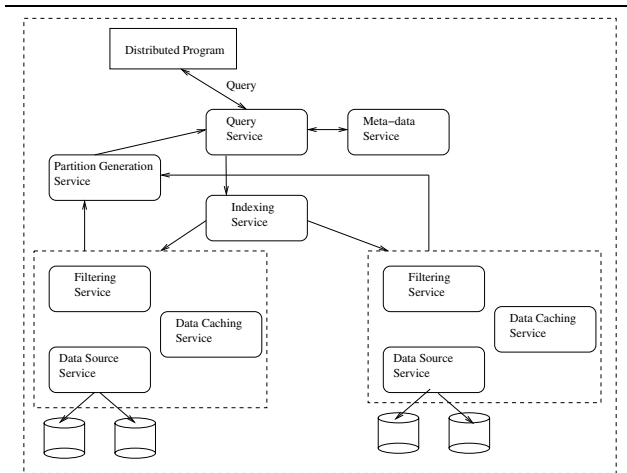 Distributed Program
Query
Query
Service
Meta-data
Service
Partition Generation
Service
Indexing
Service
Filtering
Service
Data Caching
Service
Data Source
Service
Filtering
Service
Data Caching
Service
Data Source
Service